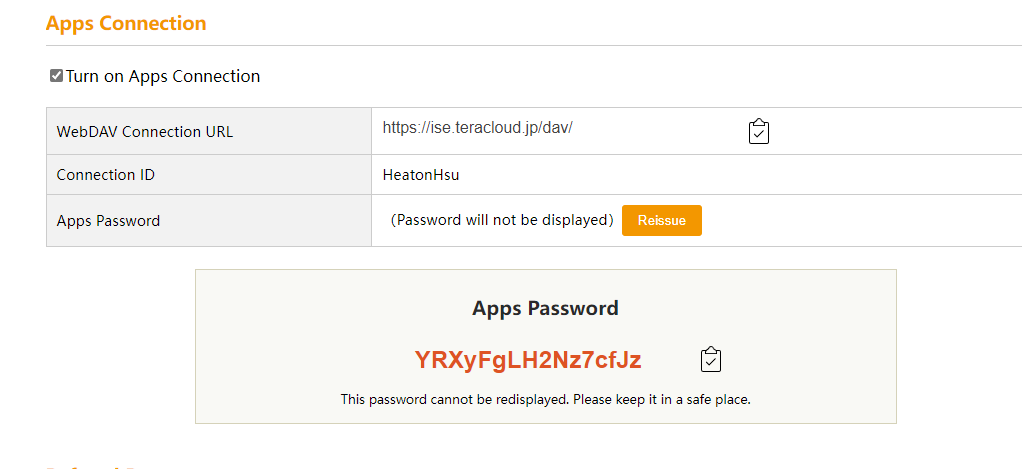 Apps Connection
Turn on Apps Connection
WebDAV Connection URL https://ise.teracloud.jp/dav/
Connection ID HeatonHsu
Apps Password (Password will not be displayed) Reissue
Apps Password
YRXyFgLH2Nz7cfJz
This password cannot be redisplayed. Please keep it in a safe place.